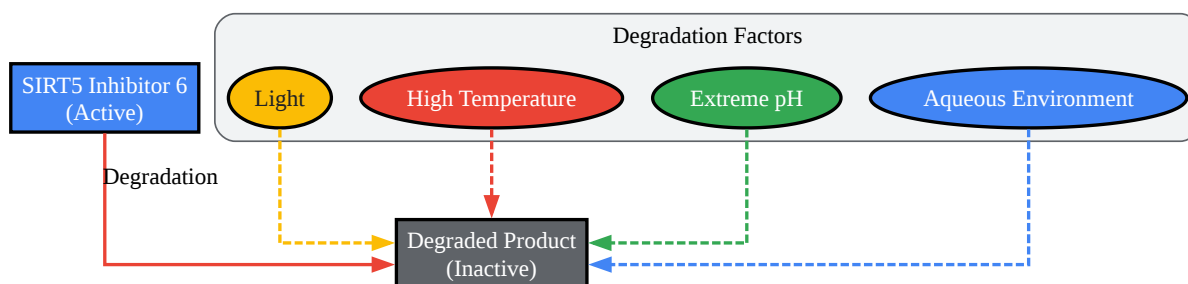 Degradation Factors
SIRT5 Inhibitor 6
(Active)
Light
High Temperature
Extreme pH
Aqueous Environment
Degradation
Degraded Product
(Inactive)